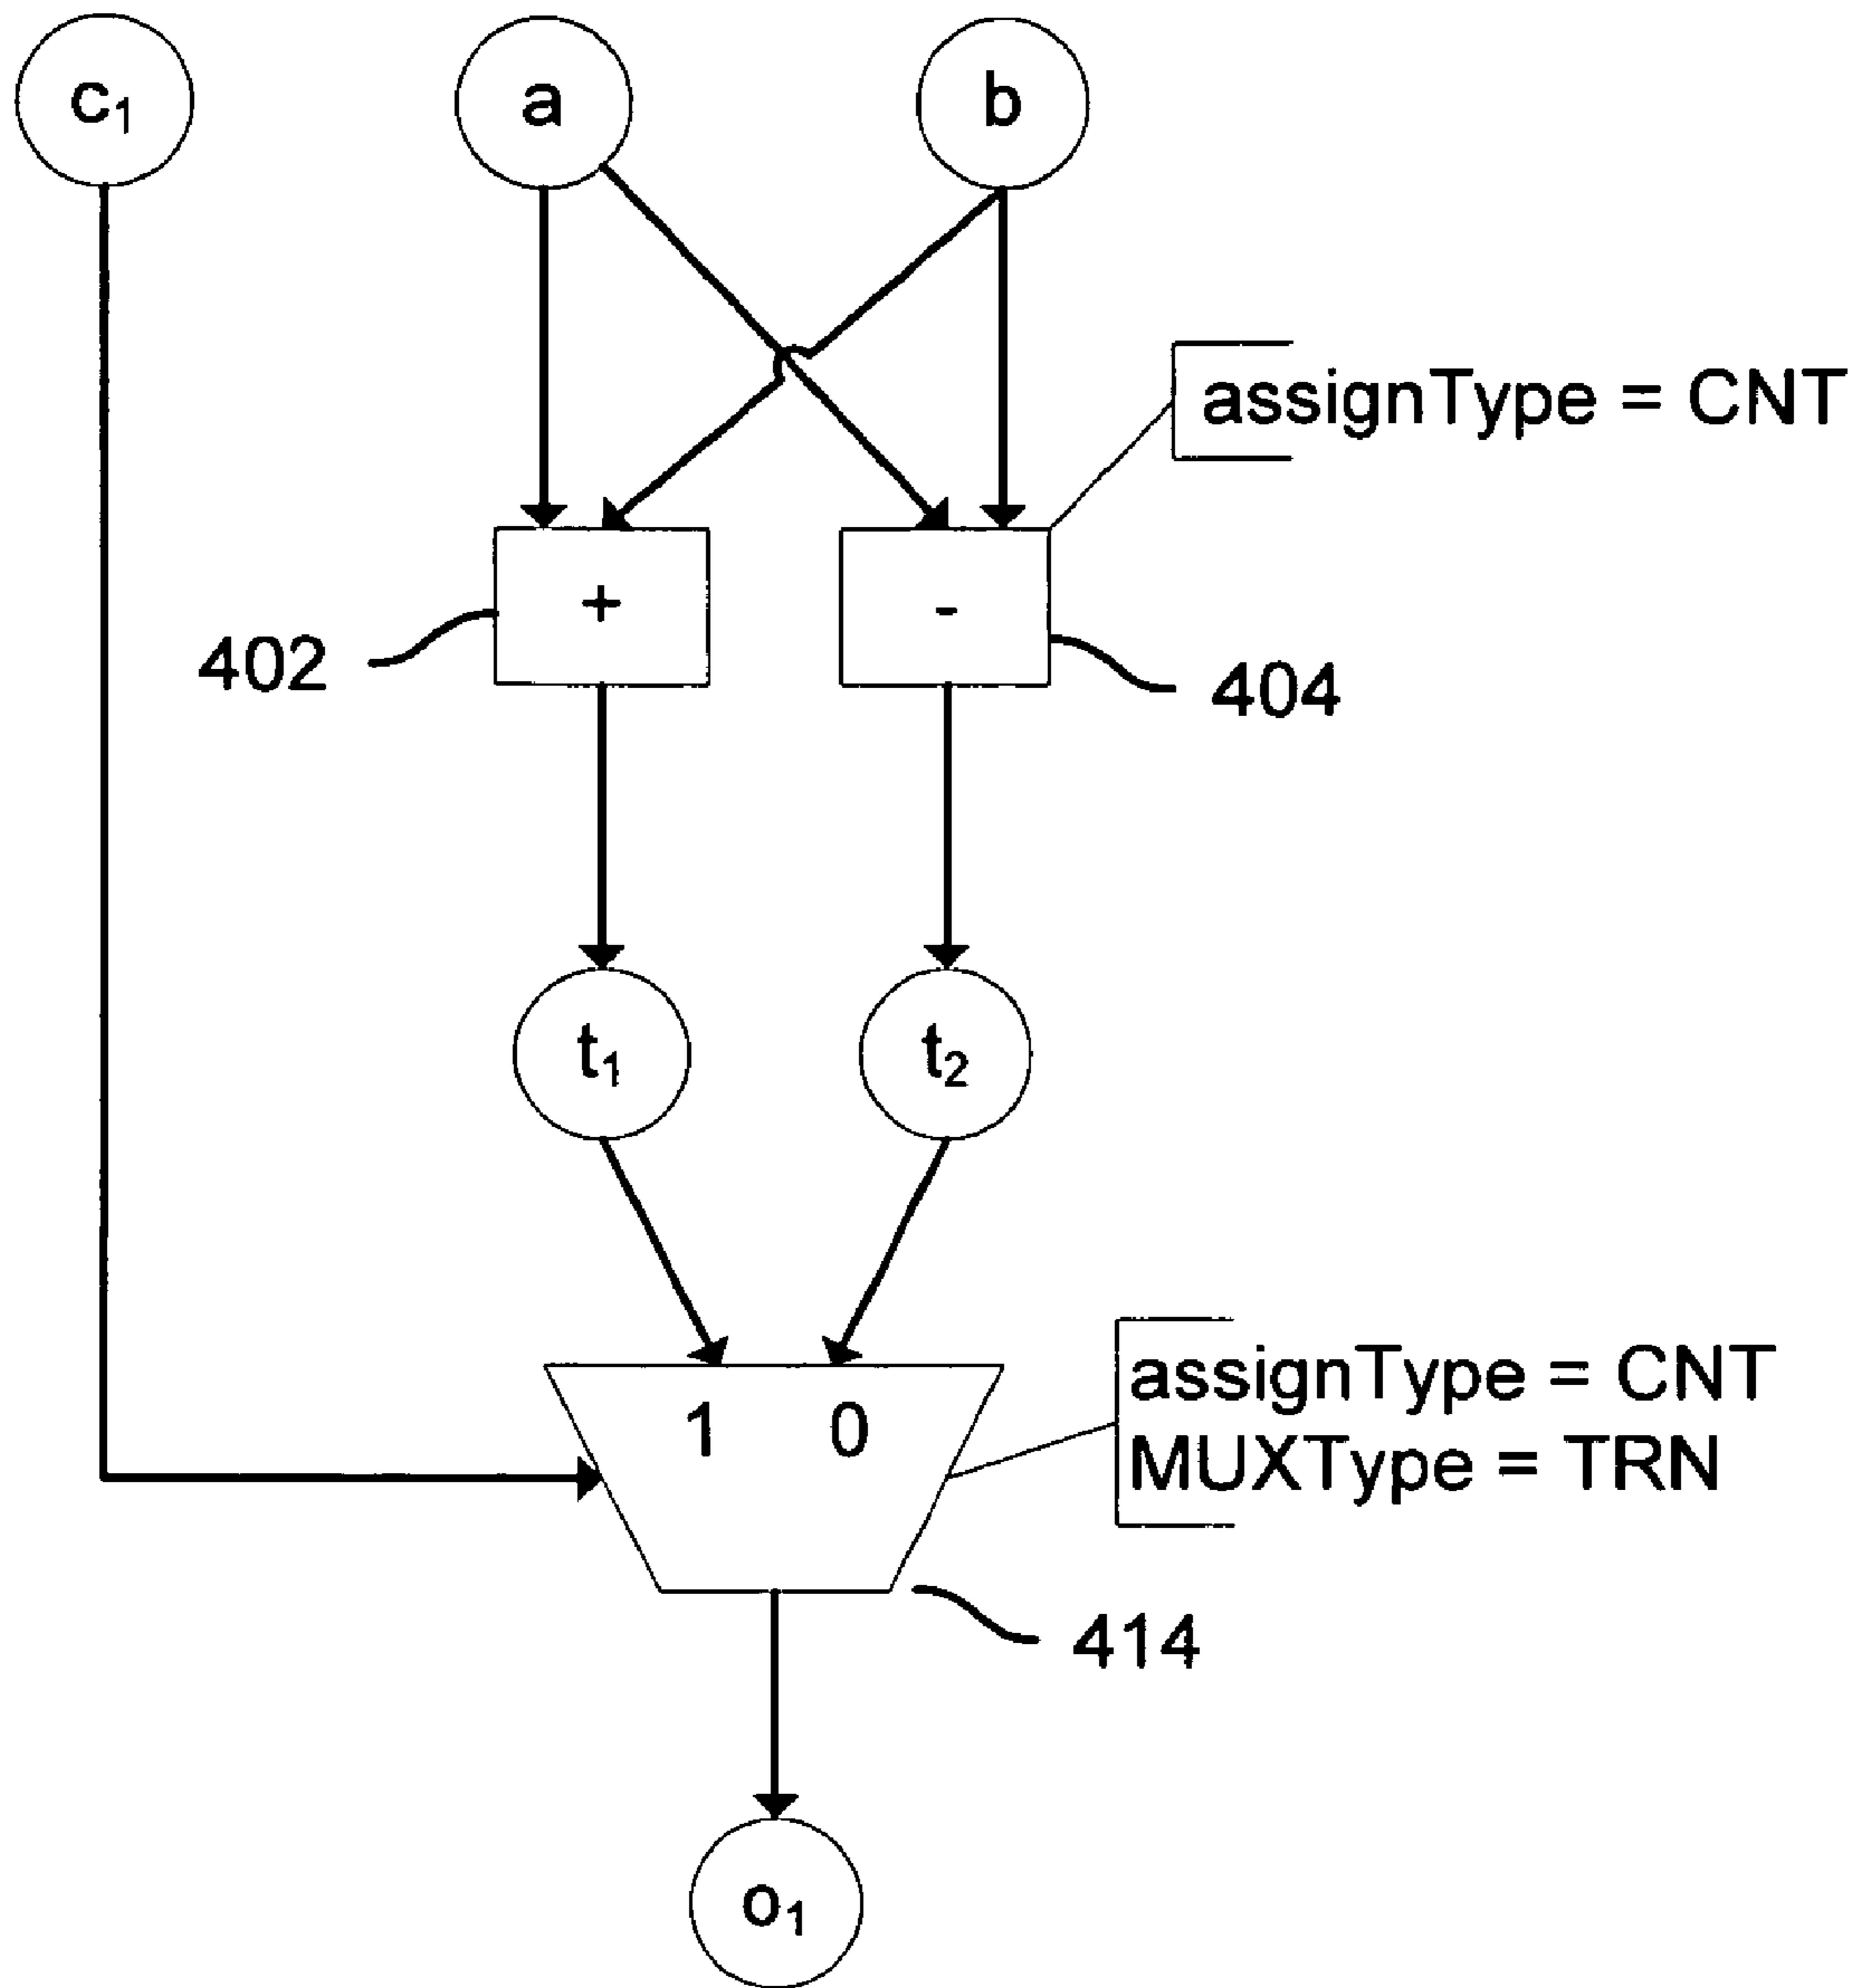 c₁
a
b
assignType = CNT
+
-
402
404
t₁
t₂
1
0
assignType = CNT
MUXType = TRN
414
o₁